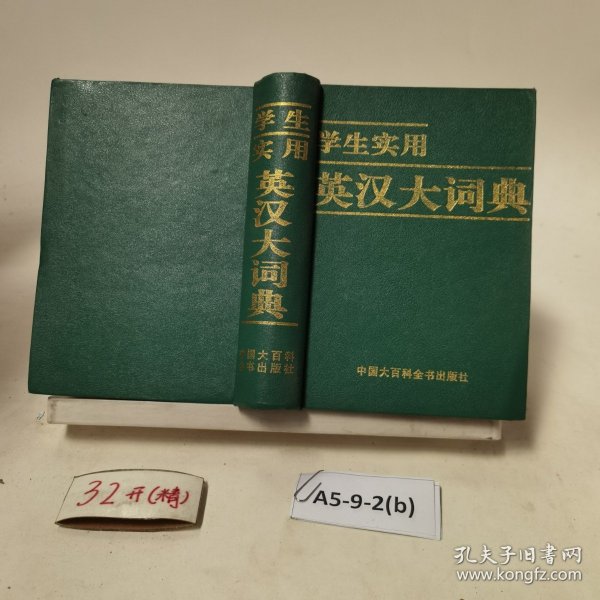 学生
实用
英汉大词典
中国大百科
全书出版社
学生实用
英汉大词典
中国大百科全书出版社
32开(精)
A5-9-2(b)
孔夫子旧书网
www.kongfz.com